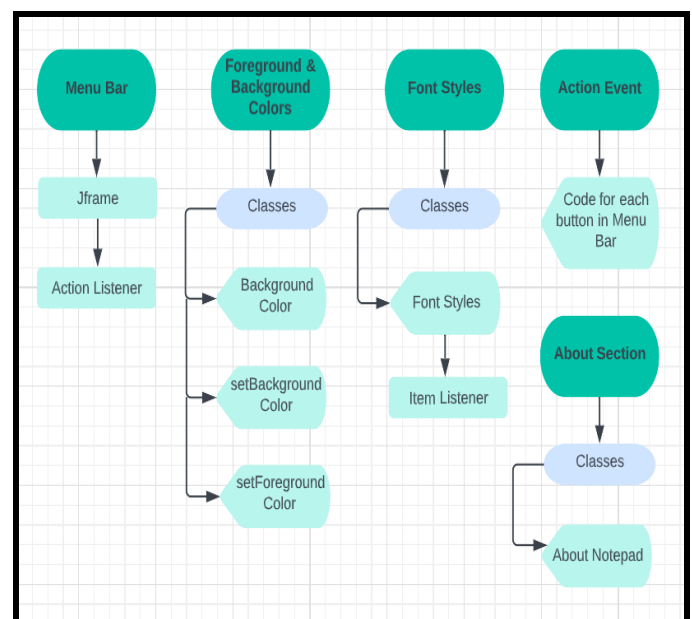 Menu Bar
Jframe
Action Listener
Foreground &
Background
Colors
Classes
Background
Color
setBackground
Color
setForeground
Color
Font Styles
Classes
Font Styles
Item Listener
Action Event
Code for each
button in Menu
Bar
About Section
Classes
About Notepad